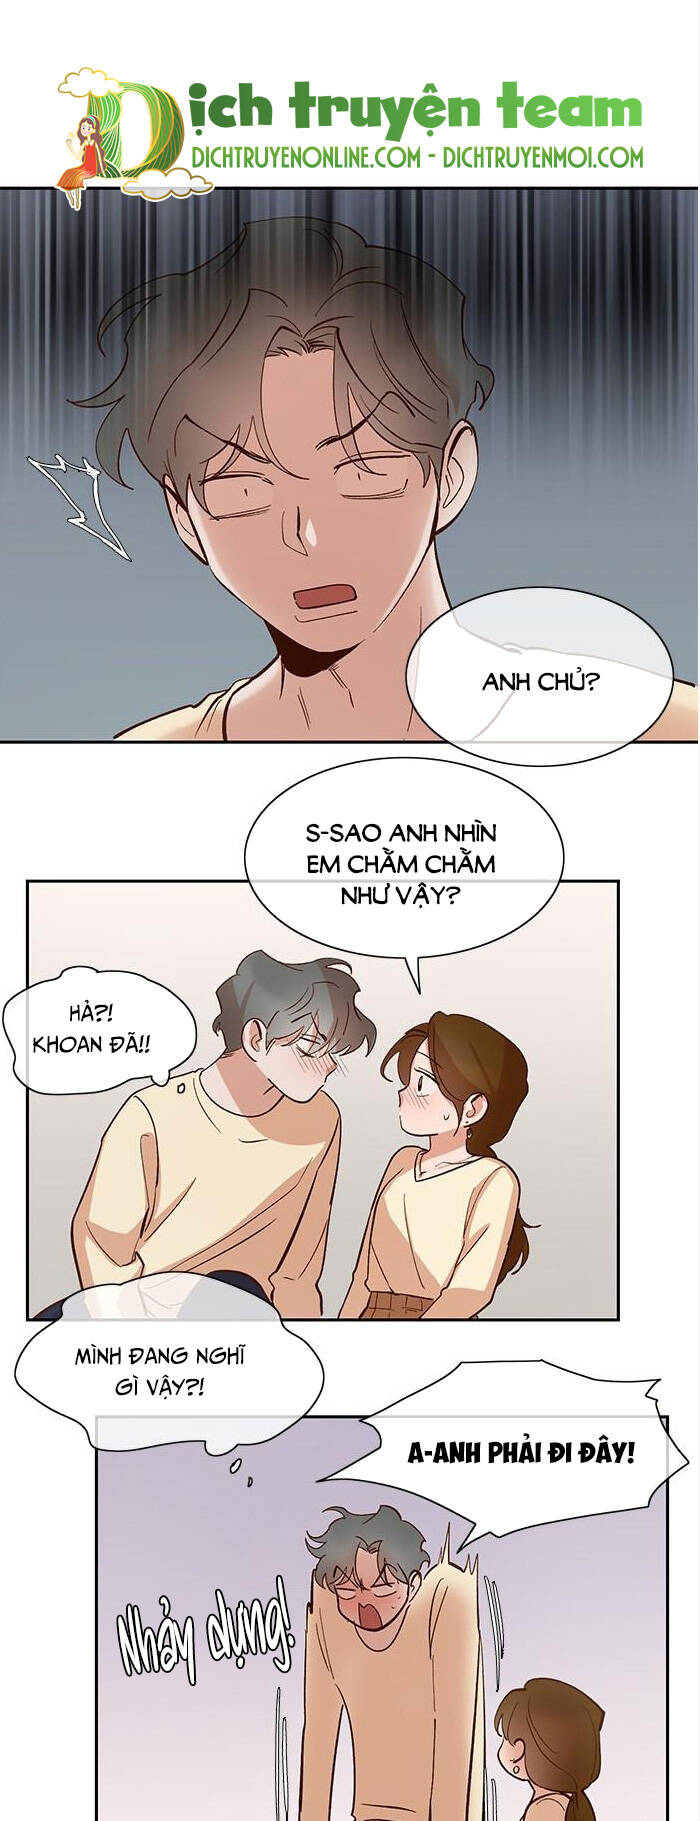 Dịch truyện team
DICHTRUYENONLINE.COM - DICHTRUYENMOI.COM
ANH CHỦ?
S-SAO ANH NHÌN
EM CHẰM CHẰM
NHƯ VẬY?
HẢ?!
KHOAN ĐÃ!!
MÌNH ĐANG NGHĨ
GÌ VẬY?!
A-ANH PHẢI ĐI ĐÂY!
Nhảy dựng!